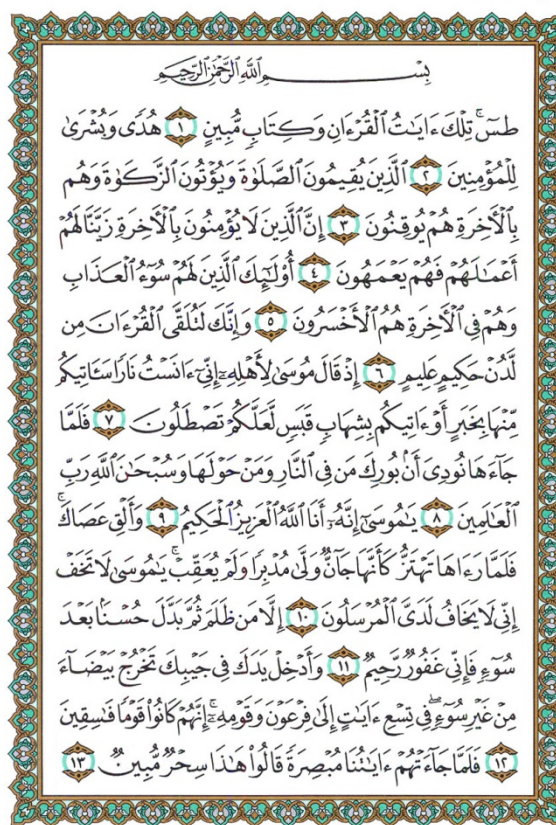 بِسْمِ ٱللَّهِ ٱلرَّحْمَٰنِ ٱلرَّحِيمِ
طسٓۚ تِلْكَ ءَايَٰتُ ٱلْقُرْءَانِ وَكِتَابٖ مُّبِينٍ ١ هُدٗى وَبُشْرَىٰ
لِلْمُؤْمِنِينَ ٢ ٱلَّذِينَ يُقِيمُونَ ٱلصَّلَوٰةَ وَيُؤْتُونَ ٱلزَّكَوٰةَ وَهُم
بِٱلْأَخِرَةِ هُمْ يُوقِنُونَ ٣ إِنَّ ٱلَّذِينَ لَا يُؤْمِنُونَ بِٱلْأَخِرَةِ زَيَّنَّا لَهُمْ
أَعْمَٰلَهُمْ فَهُمْ يَعْمَهُونَ ٤ أُوْلَٰٓئِكَ ٱلَّذِينَ لَهُمْ سُوٓءُ ٱلْعَذَابِ
وَهُمْ فِي ٱلْأَخِرَةِ هُمُ ٱلْأَخْسَرُونَ ٥ وَإِنَّكَ لَتُلَقَّى ٱلْقُرْءَانَ مِن
لَّدُنْ حَكِيمٍ عَلِيمٍ ٦ إِذْ قَالَ مُوسَىٰ لِأَهْلِهِۦٓ إِنِّيٓ ءَانَسْتُ نَارٗا سَـَٔاتِيكُم
مِّنْهَا بِخَبَرٍ أَوْ ءَاتِيكُم بِشِهَابٖ قَبَسٖ لَّعَلَّكُمْ تَصْطَلُونَ ٧ فَلَمَّا
جَآءَهَا نُودِيَ أَنۢ بُورِكَ مَن فِي ٱلنَّارِ وَمَنْ حَوْلَهَا وَسُبْحَٰنَ ٱللَّهِ رَبِّ
ٱلْعَٰلَمِينَ ٨ يَٰمُوسَىٰٓ إِنَّهُۥٓ أَنَا ٱللَّهُ ٱلْعَزِيزُ ٱلْحَكِيمُ ٩ وَأَلْقِ عَصَاكَۚ
فَلَمَّا رَءَاهَا تَهْتَزُّ كَأَنَّهَا جَآنّٞ وَلَّىٰ مُدْبِرٗا وَلَمْ يُعَقِّبْۚ يَٰمُوسَىٰ لَا تَخَفْ
إِنِّي لَا يَخَافُ لَدَيَّ ٱلْمُرْسَلُونَ ١٠ إِلَّا مَن ظَلَمَ ثُمَّ بَدَّلَ حُسْنَۢا بَعْدَ
سُوٓءٖ فَإِنِّي غَفُورٞ رَّحِيمٞ ١١ وَأَدْخِلْ يَدَكَ فِي جَيْبِكَ تَخْرُجْ بَيْضَآءَ
مِنْ غَيْرِ سُوٓءٖۖ فِي تِسْعِ ءَايَٰتٍ إِلَىٰ فِرْعَوْنَ وَقَوْمِهِۦٓۚ إِنَّهُمْ كَانُواْ قَوْمٗا فَٰسِقِينَ
١٢ فَلَمَّا جَآءَتْهُمْ ءَايَٰتُنَا مُبْصِرَةٗ قَالُواْ هَٰذَا سِحْرٞ مُّبِينٞ ١٣